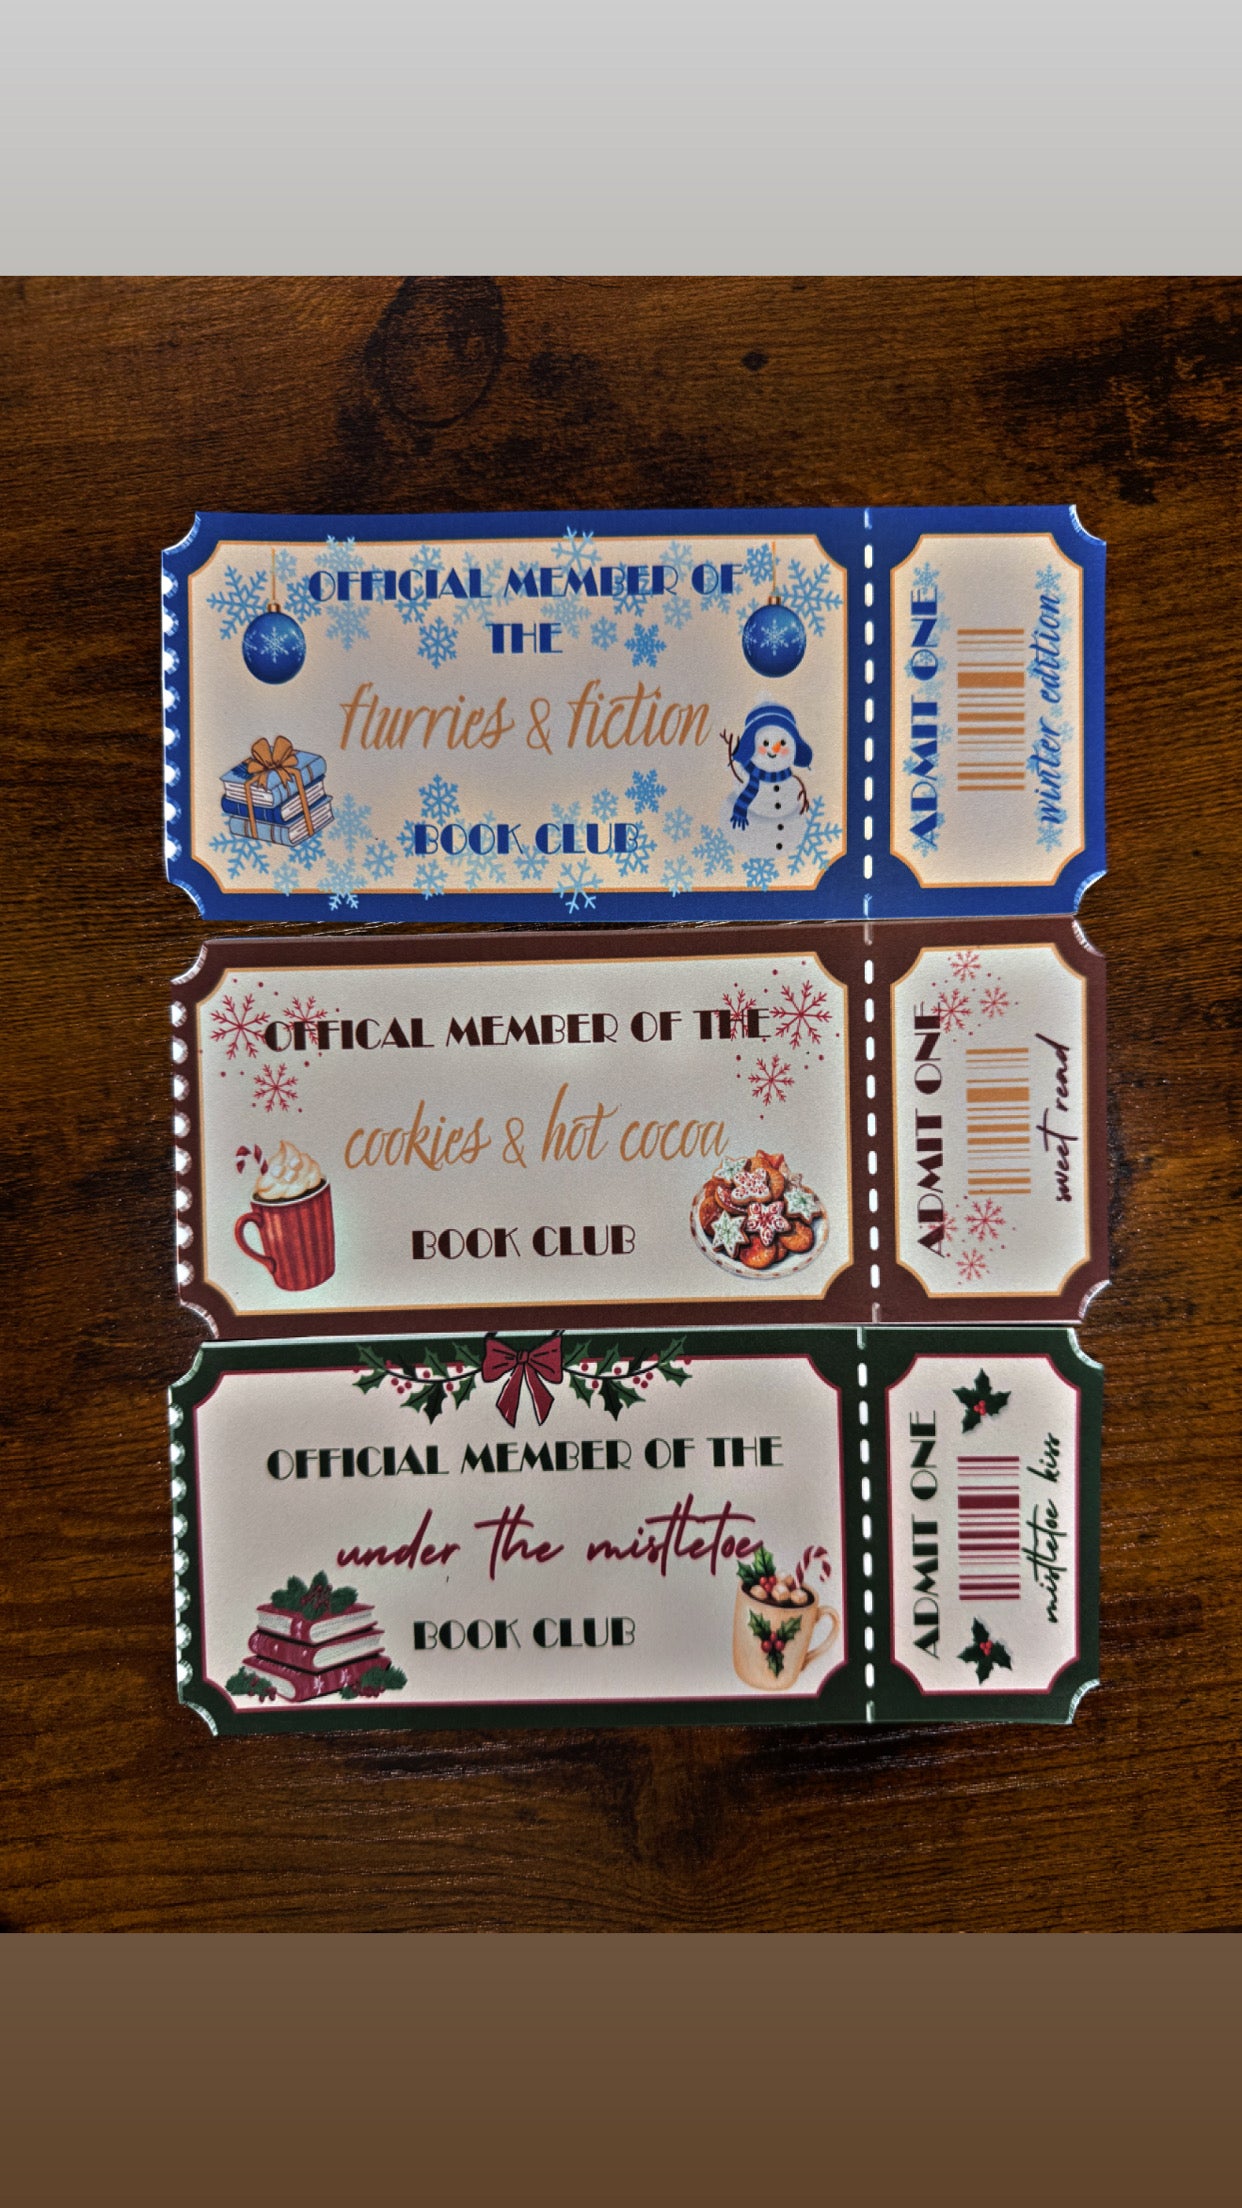 OFFICIAL MEMBER OF
THE
flurries & fiction
BOOK CLUB
ADMIT ONE
winter edition
OFFICAL MEMBER OF THE
cookies & hot cocoa
BOOK CLUB
ADMIT ONE
sweet read
OFFICIAL MEMBER OF THE
under the mistletoe
BOOK CLUB
ADMIT ONE
mistletoe kiss